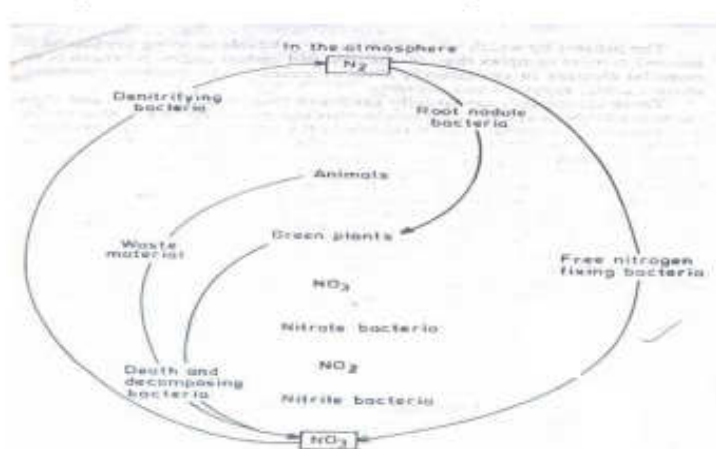 In the atmosphere
N2
Denitrifying
bacteria
Root nodule
bacteria
Animals
Green plants
Waste
material
Free nitrogen
fixing bacteria
NO3
Nitrate bacteria
NO2
Death and
decomposing
bacteria
Nitrite bacteria
NO3